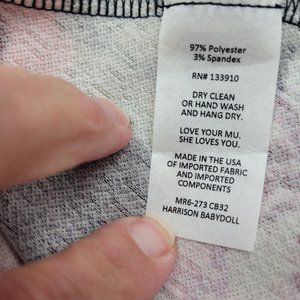 97% Polyester
3% Spandex
RN# 133910
DRY CLEAN
OR HAND WASH
AND HANG DRY.
LOVE YOUR MU.
SHE LOVES YOU.
MADE IN THE USA
OF IMPORTED FABRIC
AND IMPORTED
COMPONENTS
MR6-273 CB32
HARRISON BABYDOLL